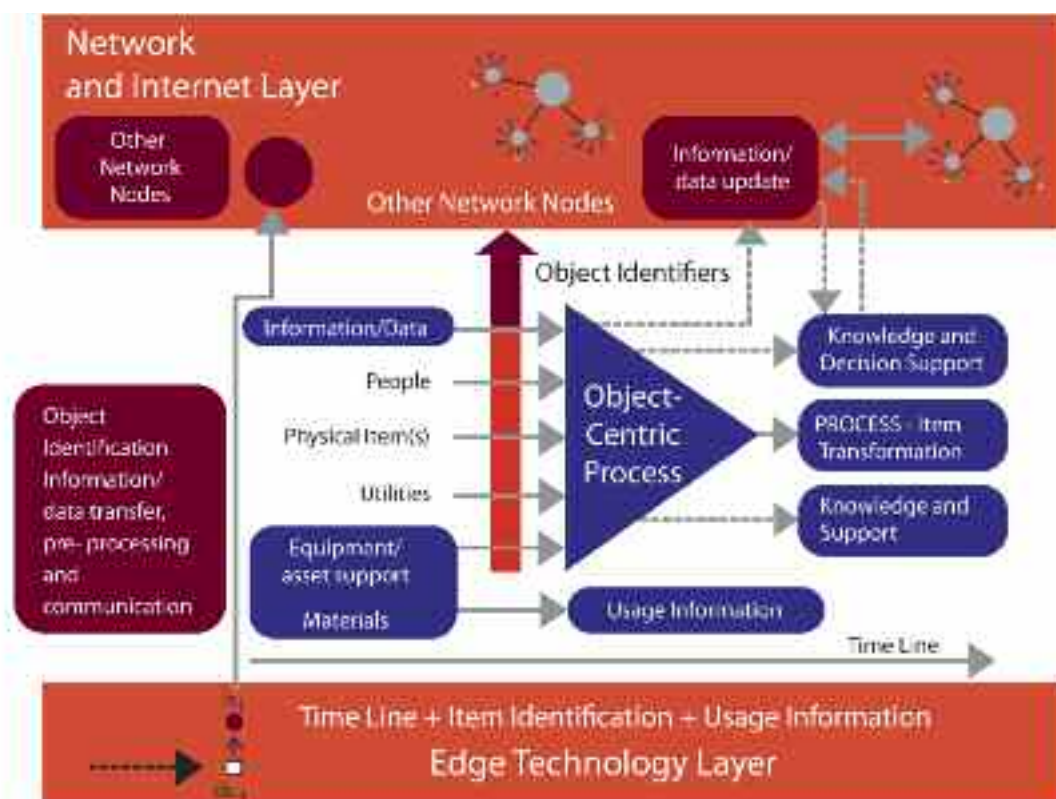 Network
and Internet Layer
Other
Network
Nodes
Information/
data update
Other Network Nodes
Object Identifiers
Information/Data
People
Physical Item(s)
Utilities
Equipment/
asset support
Materials
Object-
Centric
Process
Knowledge and
Decision Support
PROCESS - Item
Transformation
Knowledge and
Support
Usage Information
Object
Identification
Information/
data transfer,
pre- processing
and
communication
Time Line
Time Line + Item Identification + Usage Information
Edge Technology Layer